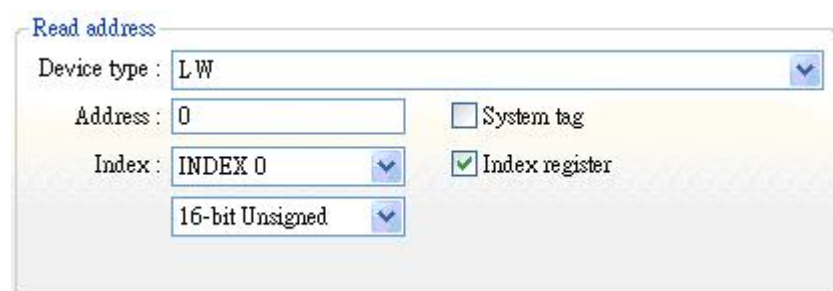 Read address
Device type : LW
Address : 0 System tag
Index : INDEX 0 Index register
16-bit Unsigned